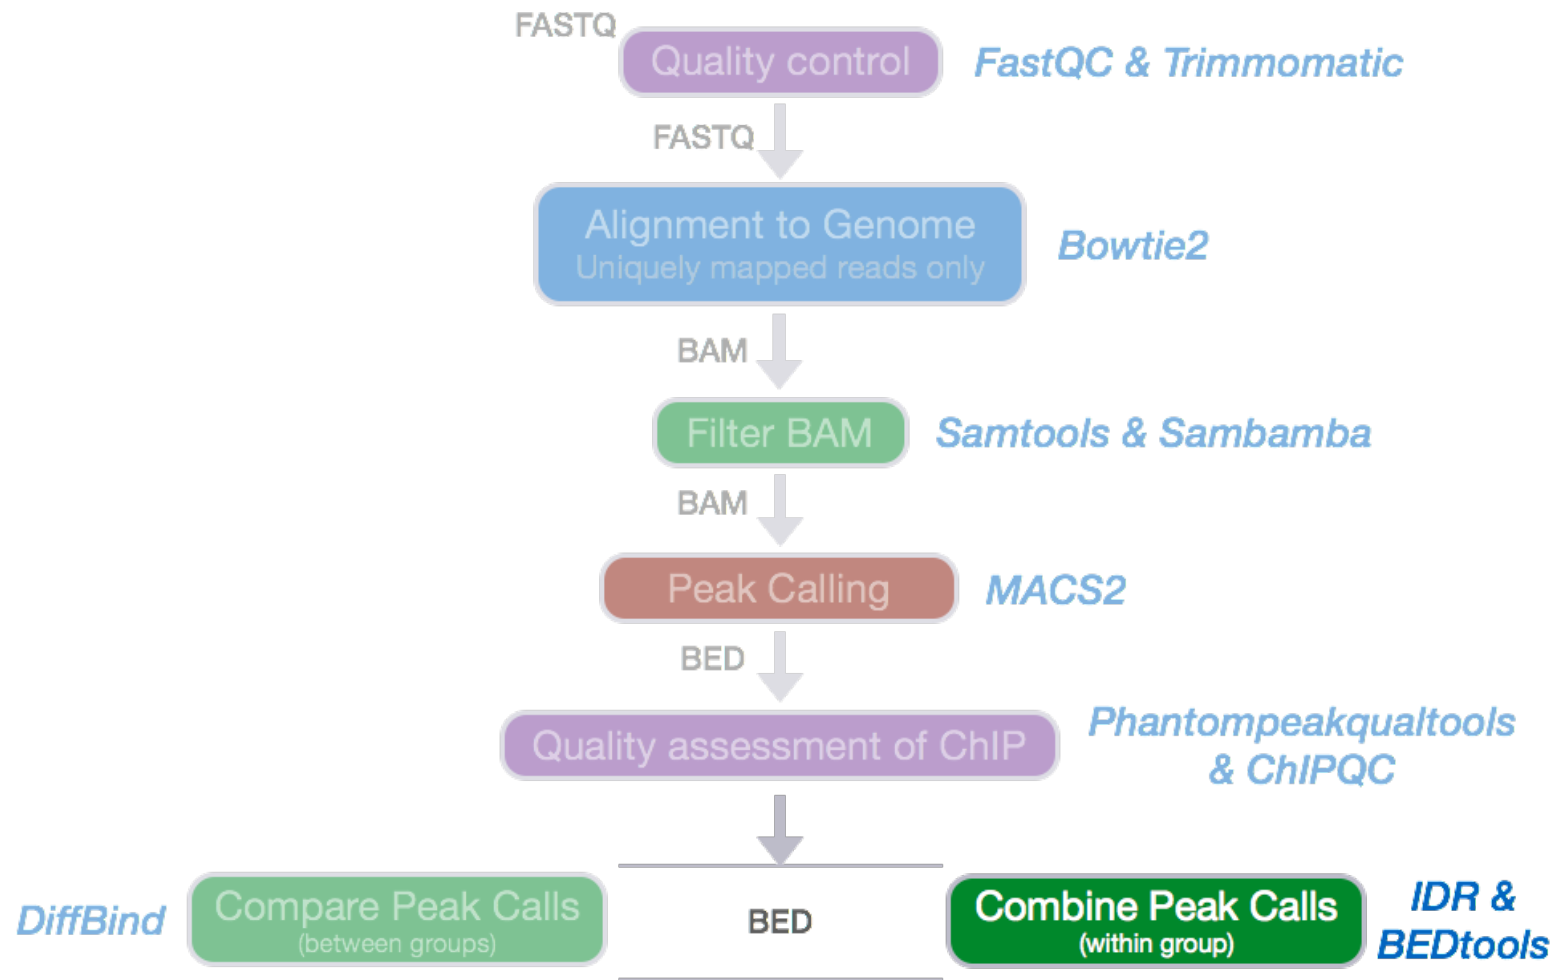 FASTQ
Quality control
FastQC & Trimmomatic
FASTQ
Alignment to Genome
Uniquely mapped reads only
Bowtie2
BAM
Filter BAM
Samtools & Sambamba
BAM
Peak Calling
MACS2
BED
Quality assessment of ChIP
Phantompeakqualtools
& ChIPQC
DiffBind
Compare Peak Calls
(between groups)
BED
Combine Peak Calls
(within group)
IDR &
BEDtools